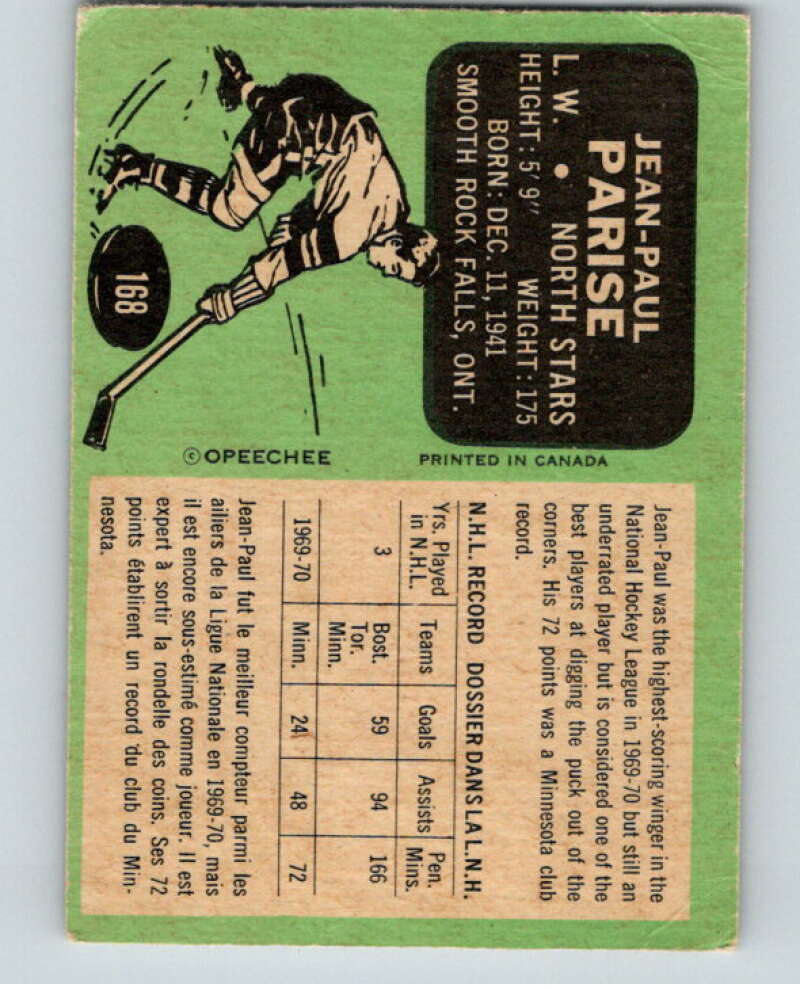 JEAN-PAUL
PARISE
L. W. • NORTH STARS
HEIGHT: 5' 9" WEIGHT: 175
BORN: DEC. 11, 1941
SMOOTH ROCK FALLS, ONT.
168
© OPEECHEE
PRINTED IN CANADA
Jean-Paul was the highest-scoring winger in the
National Hockey League in 1969-70 but still an
underrated player but is considered one of the
best players at digging the puck out of the
corners. His 72 points was a Minnesota club
record.
N.H.L. RECORD DOSSIER DANS LA L.N.H.
Yrs. Played in N.H.L. Teams Goals Assists Pen. Mins.
3 Bost. Tor. Minn. 59 94 166
1969-70 Minn. 24 48 72
Jean-Paul fut le meilleur compteur parmi les
ailiers de la Ligue Nationale en 1969-70, mais
il est encore sous-estimé comme joueur. Il est
expert à sortir la rondelle des coins. Ses 72
points établirent un record du club du Min-
nesota.